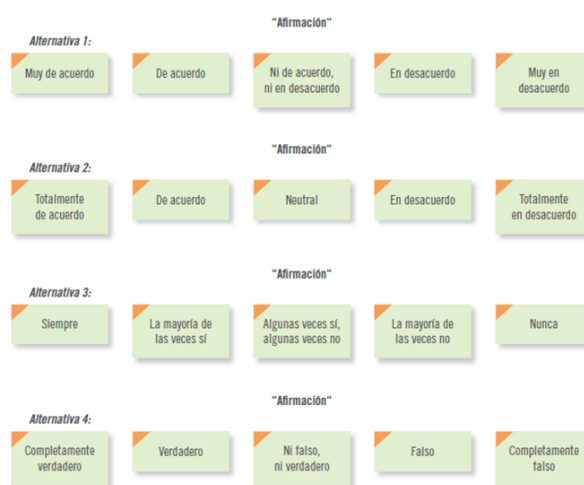 "Afirmación"
Alternativa 1:
Muy de acuerdo
De acuerdo
Ni de acuerdo,
ni en desacuerdo
En desacuerdo
Muy en
desacuerdo
"Afirmación"
Alternativa 2:
Totalmente
de acuerdo
De acuerdo
Neutral
En desacuerdo
Totalmente
en desacuerdo
"Afirmación"
Alternativa 3:
Siempre
La mayoría de
las veces sí
Algunas veces sí,
algunas veces no
La mayoría de
las veces no
Nunca
"Afirmación"
Alternativa 4:
Completamente
verdadero
Verdadero
Ni falso,
ni verdadero
Falso
Completamente
falso